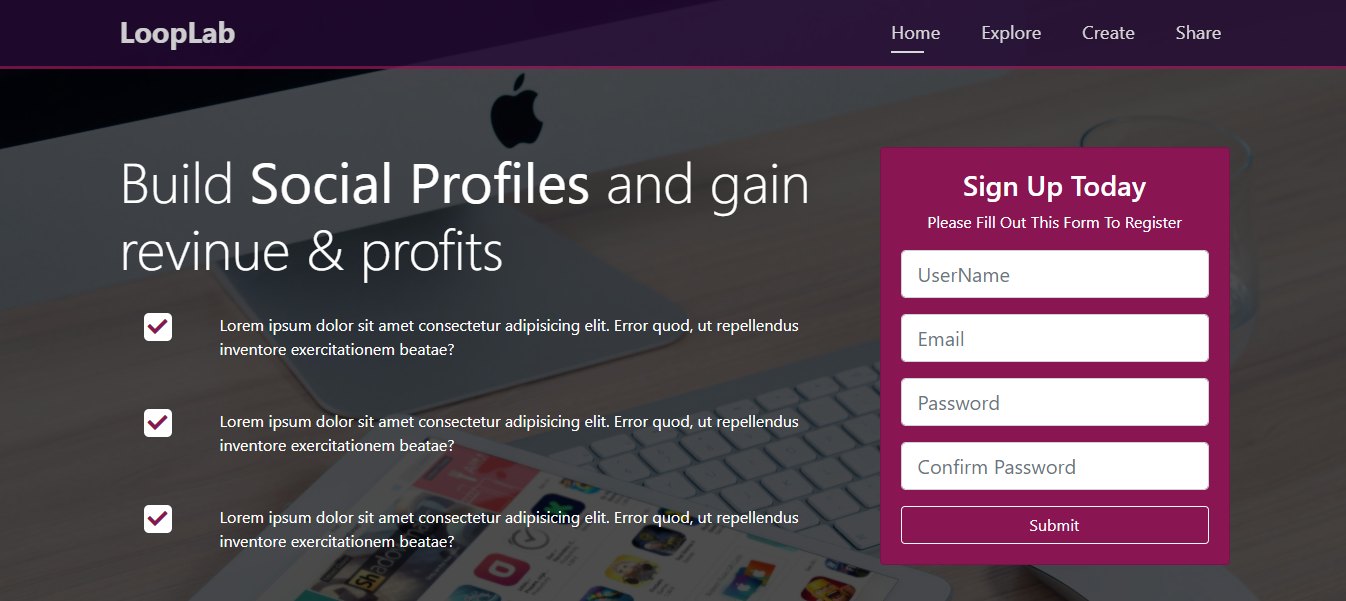 LoopLab
Home Explore Create Share
Build Social Profiles and gain
revinue & profits
Lorem ipsum dolor sit amet consectetur adipisicing elit. Error quod, ut repellendus
inventore exercitationem beatae?
Lorem ipsum dolor sit amet consectetur adipisicing elit. Error quod, ut repellendus
inventore exercitationem beatae?
Lorem ipsum dolor sit amet consectetur adipisicing elit. Error quod, ut repellendus
inventore exercitationem beatae?
Sign Up Today
Please Fill Out This Form To Register
UserName
Email
Password
Confirm Password
Submit